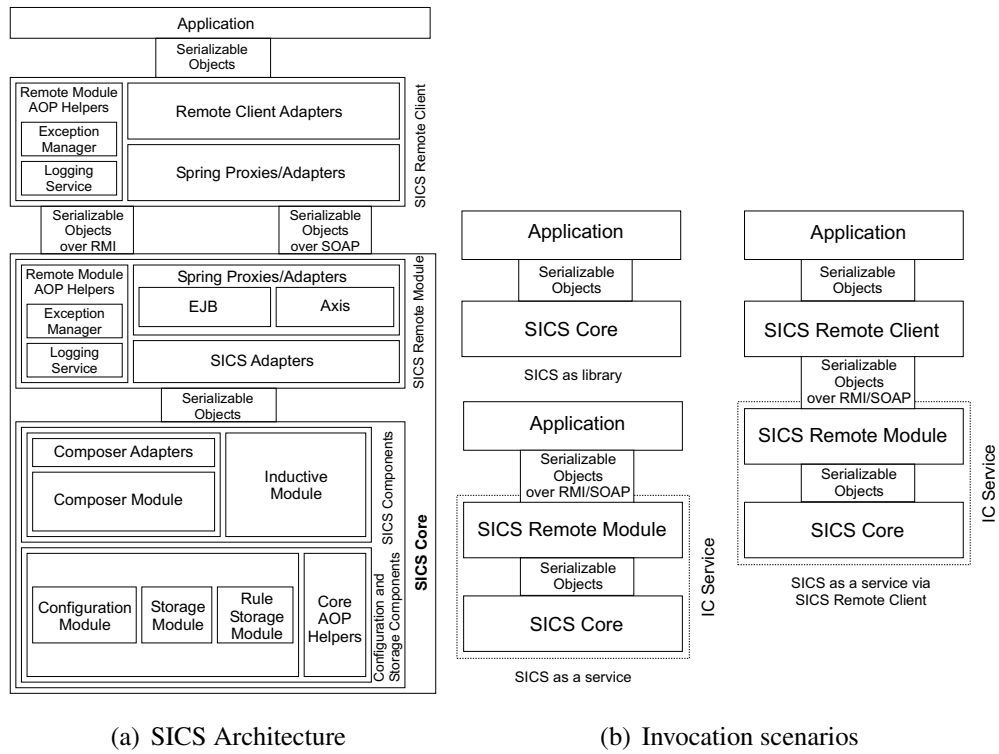 Application
Serializable
Objects
Remote Module
AOP Helpers
Exception
Manager
Logging
Service
Remote Client Adapters
Spring Proxies/Adapters
SICS Remote Client
Serializable
Objects
over RMI
Serializable
Objects
over SOAP
Remote Module
AOP Helpers
Exception
Manager
Logging
Service
Spring Proxies/Adapters
EJB
Axis
SICS Adapters
SICS Remote Module
Serializable
Objects
Composer Adapters
Composer Module
Inductive
Module
SICS Components
Configuration
Module
Storage
Module
Rule
Storage
Module
Core
AOP
Helpers
Configuration and
Storage Components
SICS Core
(a) SICS Architecture
Application
Serializable
Objects
SICS Core
SICS as library
Application
Serializable
Objects
over RMI/SOAP
SICS Remote Module
Serializable
Objects
SICS Core
IC Service
SICS as a service
Application
Serializable
Objects
SICS Remote Client
Serializable
Objects
over RMI/SOAP
SICS Remote Module
Serializable
Objects
SICS Core
IC Service
SICS as a service via
SICS Remote Client
(b) Invocation scenarios